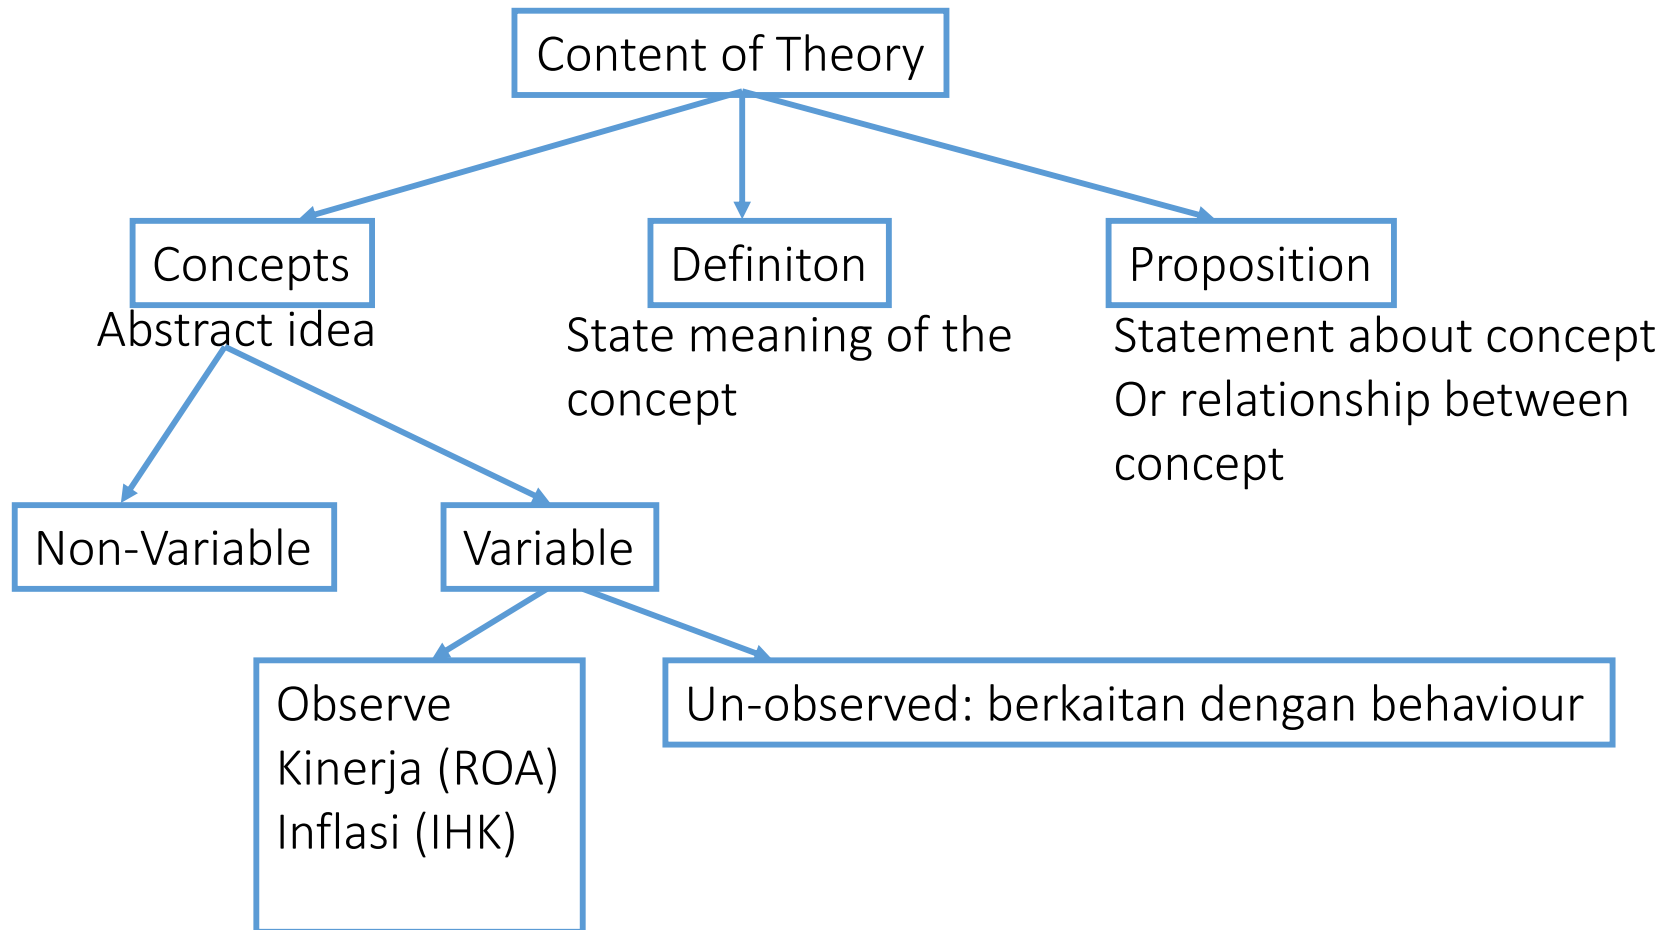 Content of Theory
Concepts
Abstract idea
Definiton
State meaning of the
concept
Proposition
Statement about concept
Or relationship between
concept
Non-Variable
Variable
Observe
Kinerja (ROA)
Inflasi (IHK)
Un-observed: berkaitan dengan behaviour